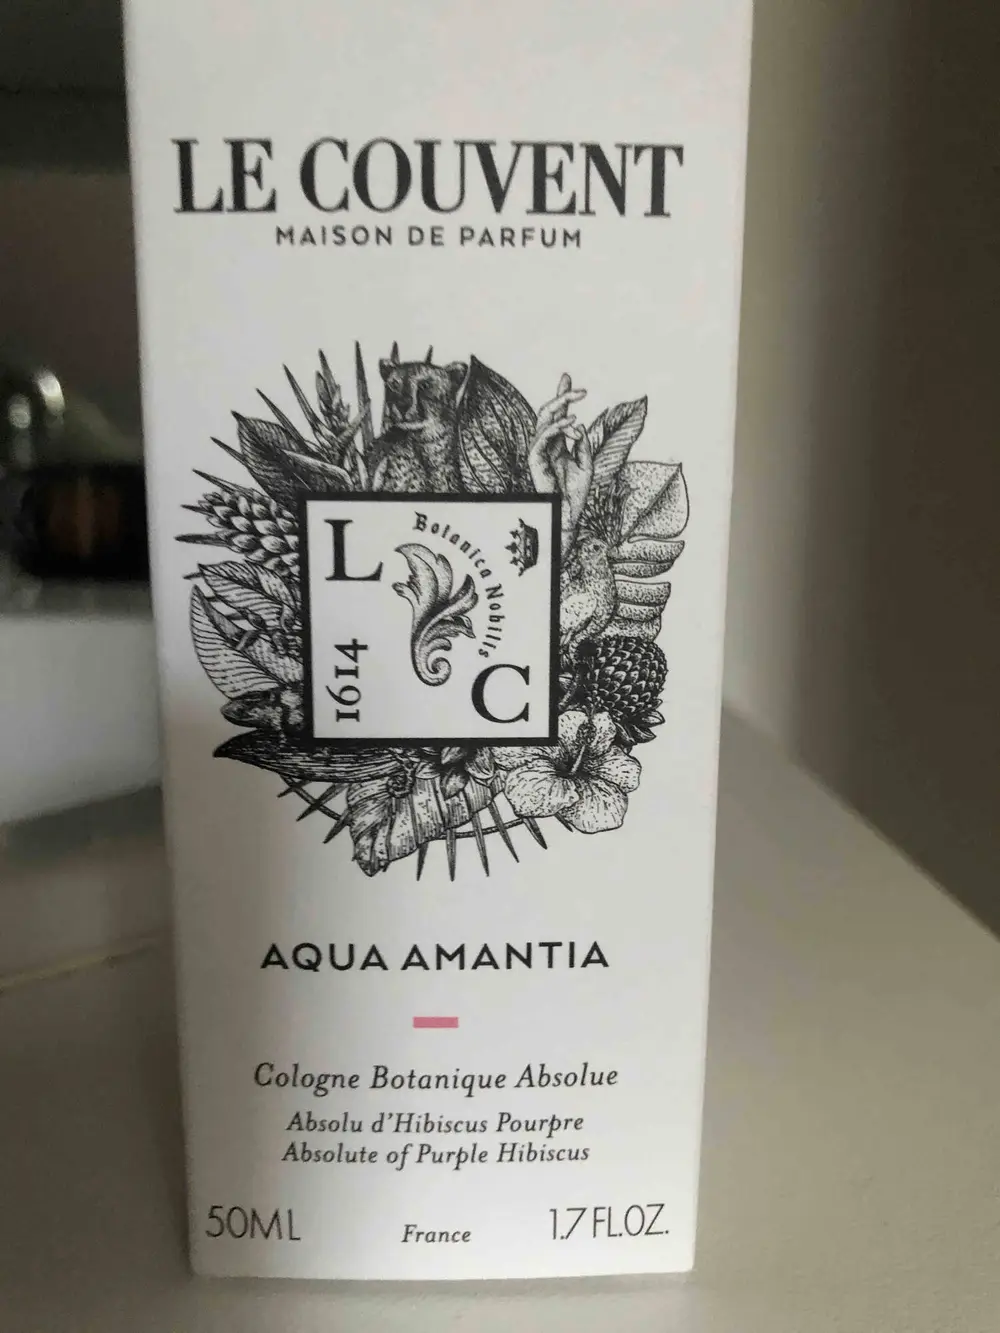 LE COUVENT
MAISON DE PARFUM
L
Botanica Nobilis
1614
C
AQUA AMANTIA
Cologne Botanique Absolue
Absolu d'Hibiscus Pourpre
Absolute of Purple Hibiscus
50ML France 1.7 FL.OZ.